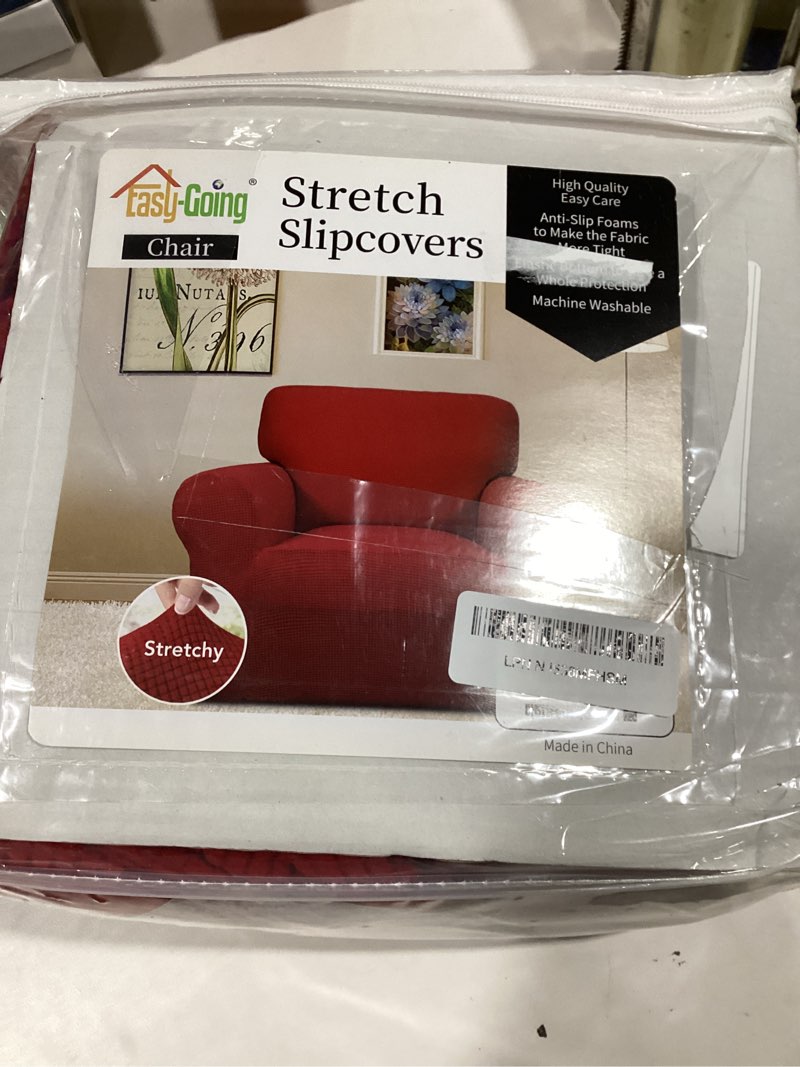 Easy-Going®
Chair
Stretch
Slipcovers
High Quality
Easy Care
Anti-Slip Foams
to Make the Fabric
More Tight
a
Whole Protection
Machine Washable
NUTA
Stretchy
Made in China